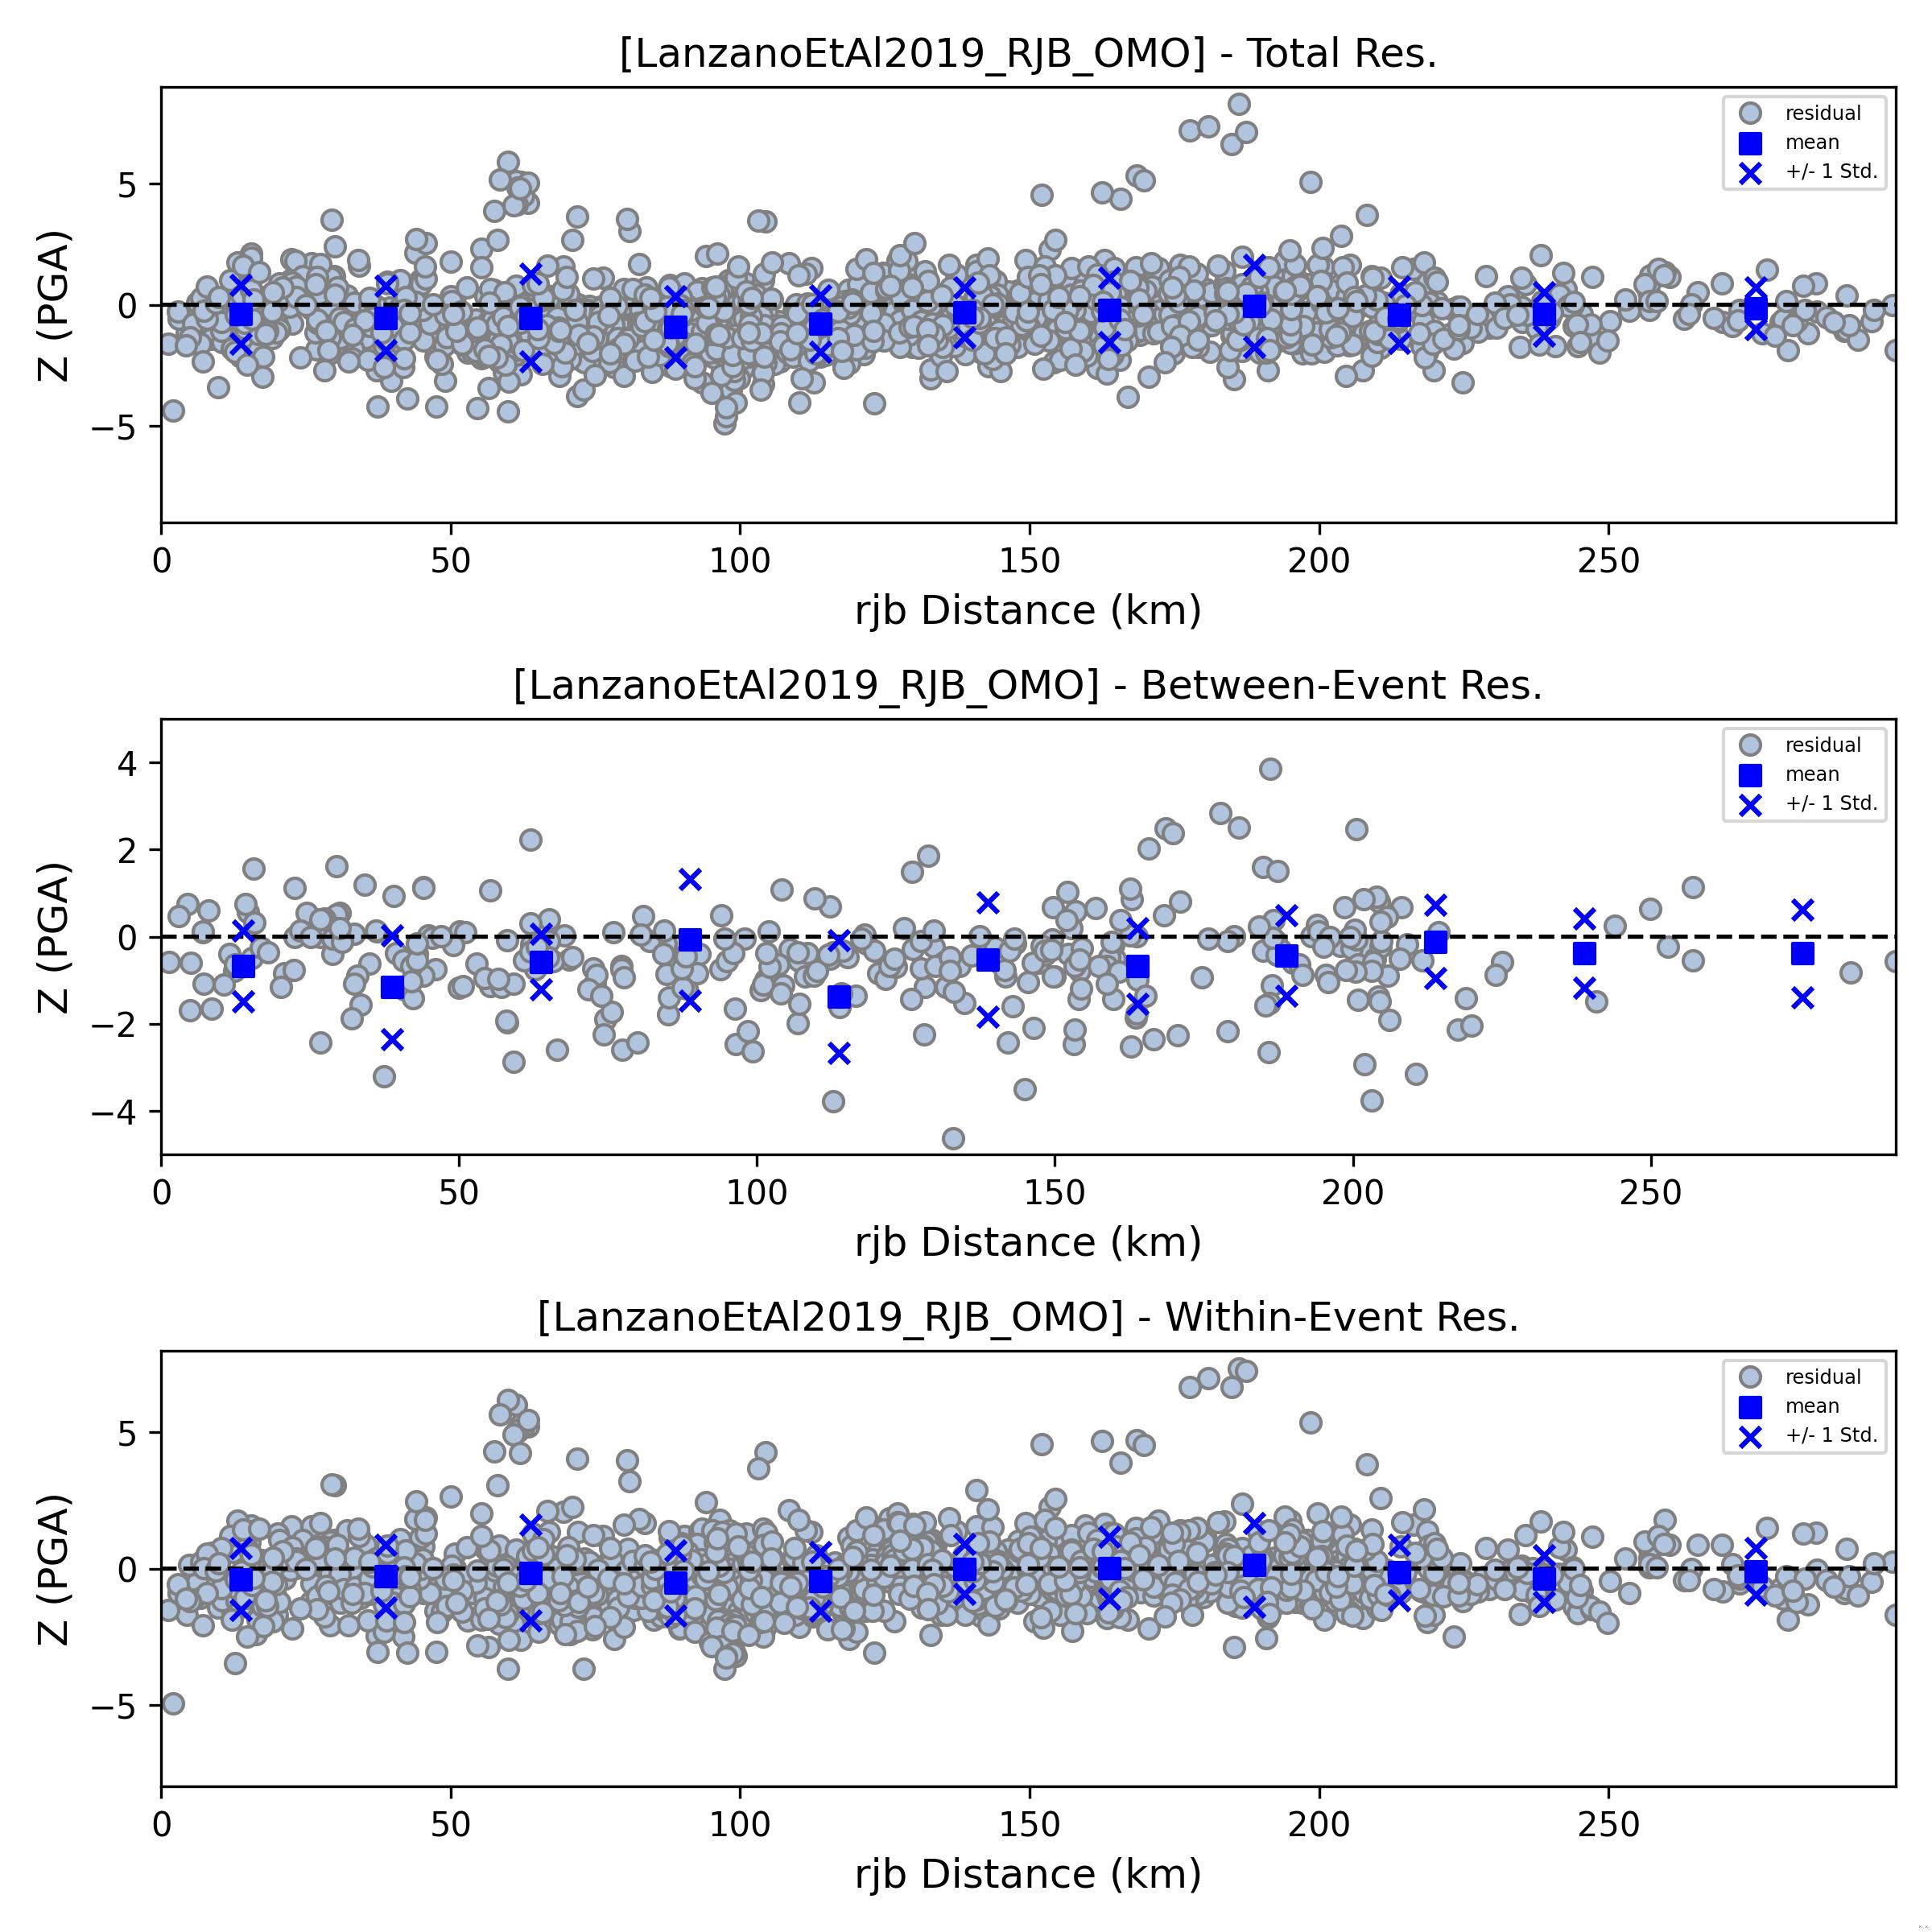 [LanzanoEtAl2019_RJB_OMO] - Total Res.
residual
mean
+/- 1 Std.
Z (PGA)
5
0
−5
0 50 100 150 200 250
rjb Distance (km)
[LanzanoEtAl2019_RJB_OMO] - Between-Event Res.
residual
mean
+/- 1 Std.
Z (PGA)
4
2
0
−2
−4
0 50 100 150 200 250
rjb Distance (km)
[LanzanoEtAl2019_RJB_OMO] - Within-Event Res.
residual
mean
+/- 1 Std.
Z (PGA)
5
0
−5
0 50 100 150 200 250
rjb Distance (km)